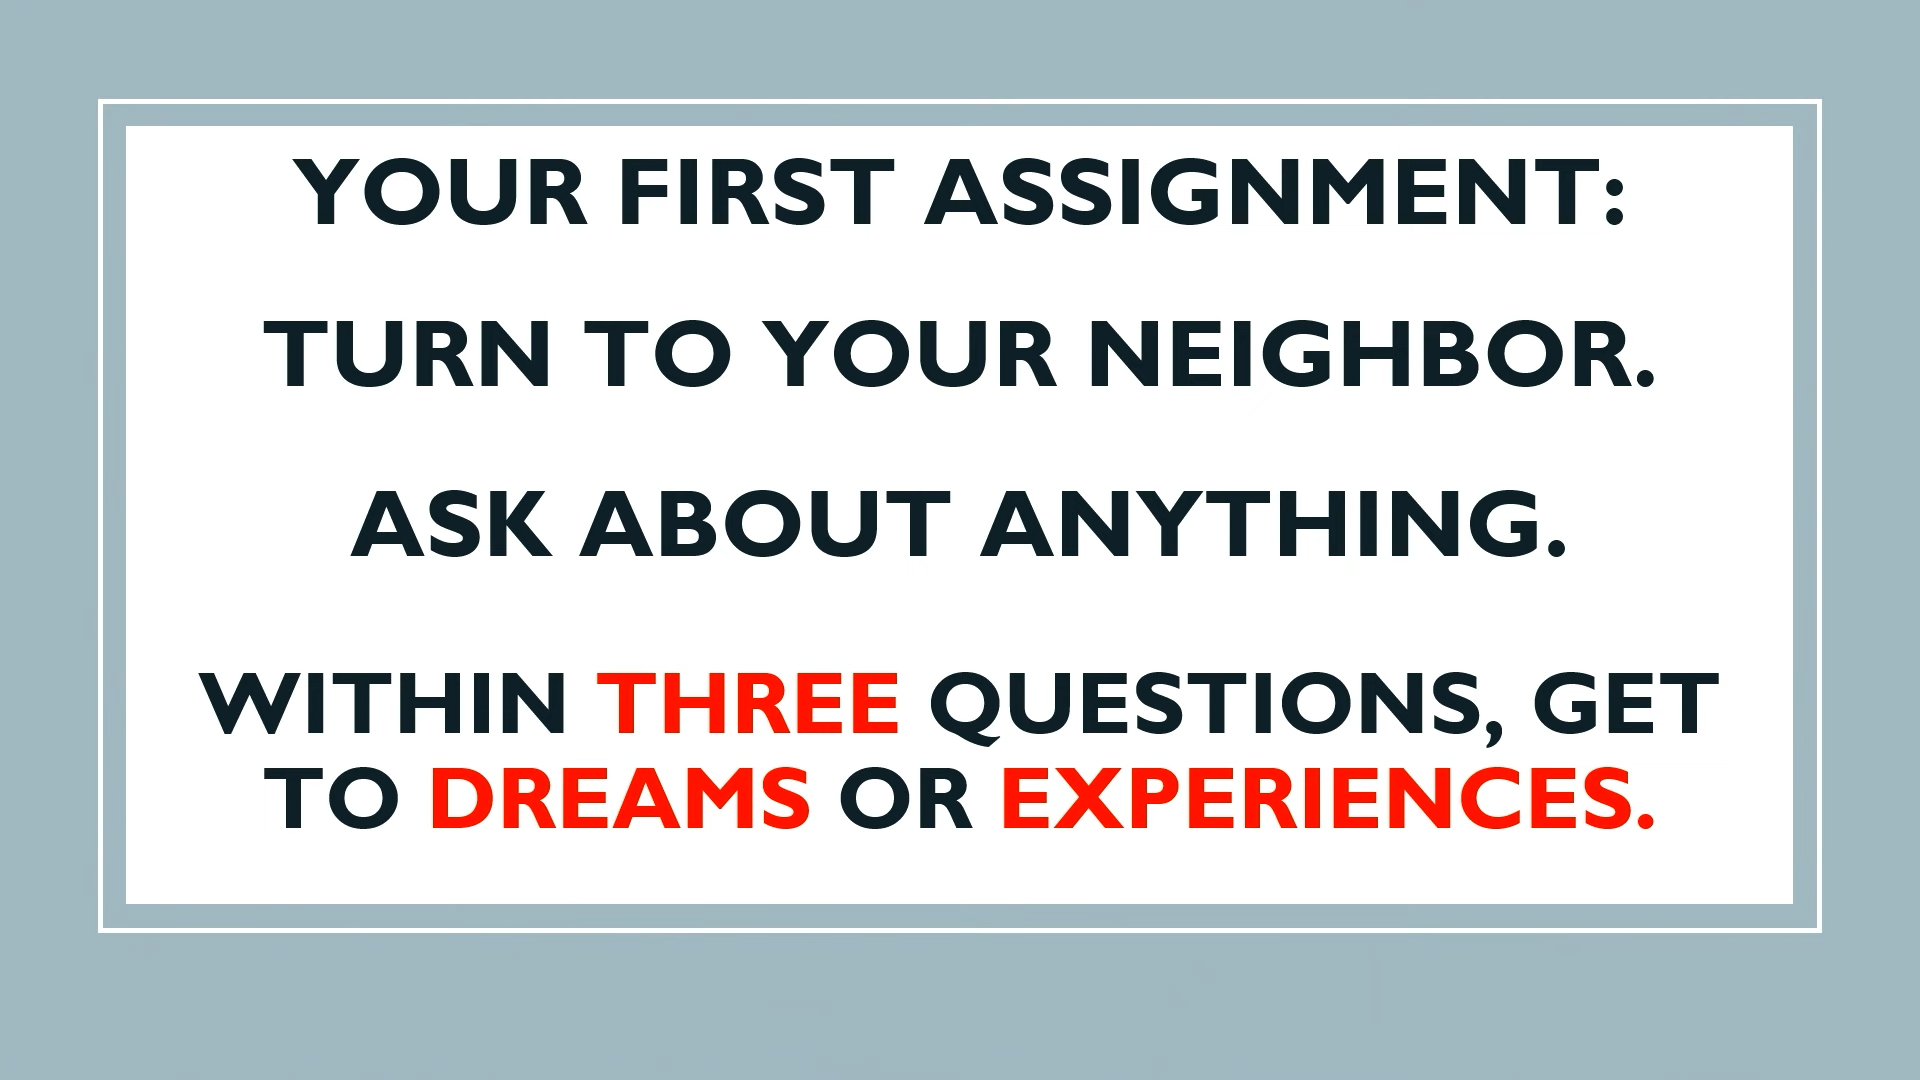 YOUR FIRST ASSIGNMENT:
TURN TO YOUR NEIGHBOR.
ASK ABOUT ANYTHING.
WITHIN THREE QUESTIONS, GET
TO DREAMS OR EXPERIENCES.